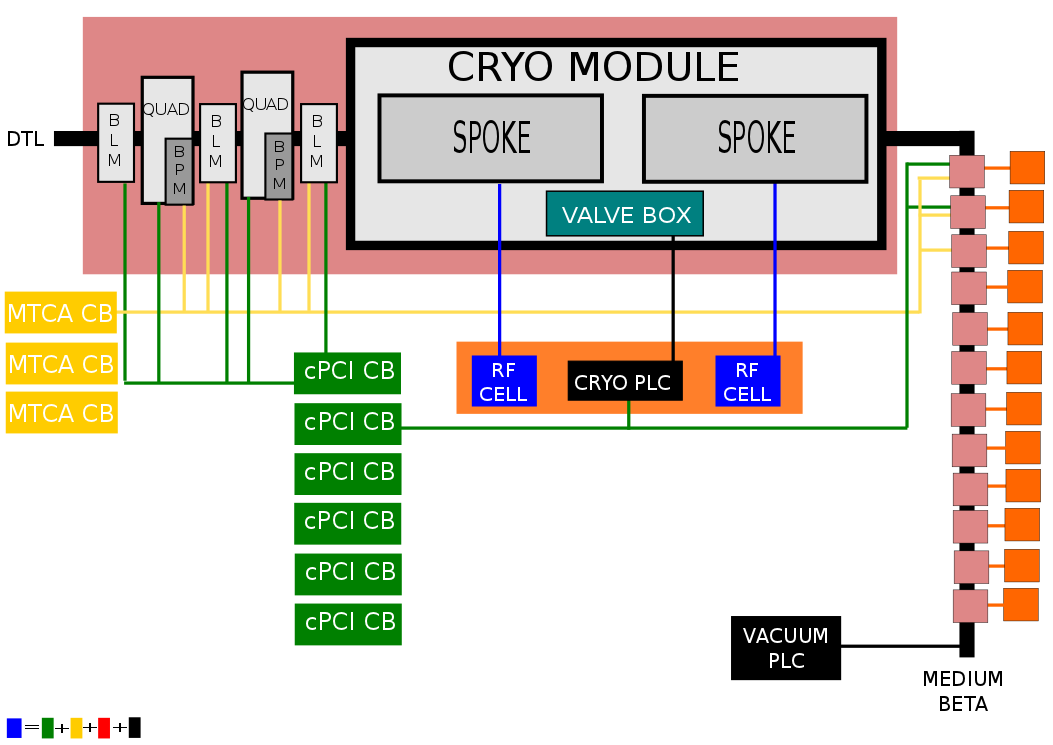 CRYO MODULE
DTL
B
L
M
QUAD
B
P
M
B
L
M
QUAD
B
P
M
B
L
M
SPOKE
SPOKE
VALVE BOX
MTCA CB
MTCA CB
MTCA CB
cPCI CB
cPCI CB
cPCI CB
cPCI CB
cPCI CB
cPCI CB
RF
CELL
CRYO PLC
RF
CELL
VACUUM
PLC
MEDIUM
BETA
=++++